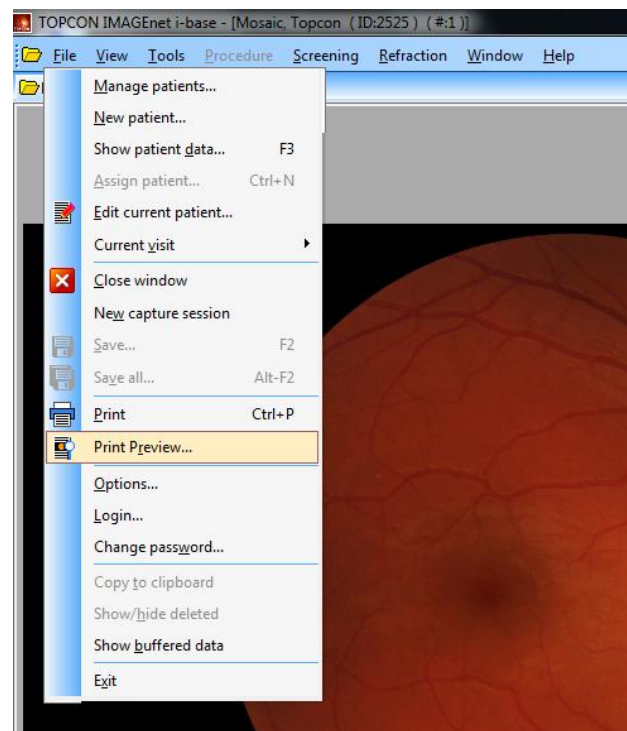 TOPCON IMAGEnet i-base - [Mosaic, Topcon ( ID:2525 ) ( #:1 )]
File View Tools Procedure Screening Refraction Window Help
Manage patients...
New patient...
Show patient data... F3
Assign patient... Ctrl+N
Edit current patient...
Current visit
Close window
New capture session
Save... F2
Save all... Alt-F2
Print Ctrl+P
Print Preview...
Options...
Login...
Change password...
Copy to clipboard
Show/hide deleted
Show buffered data
Exit